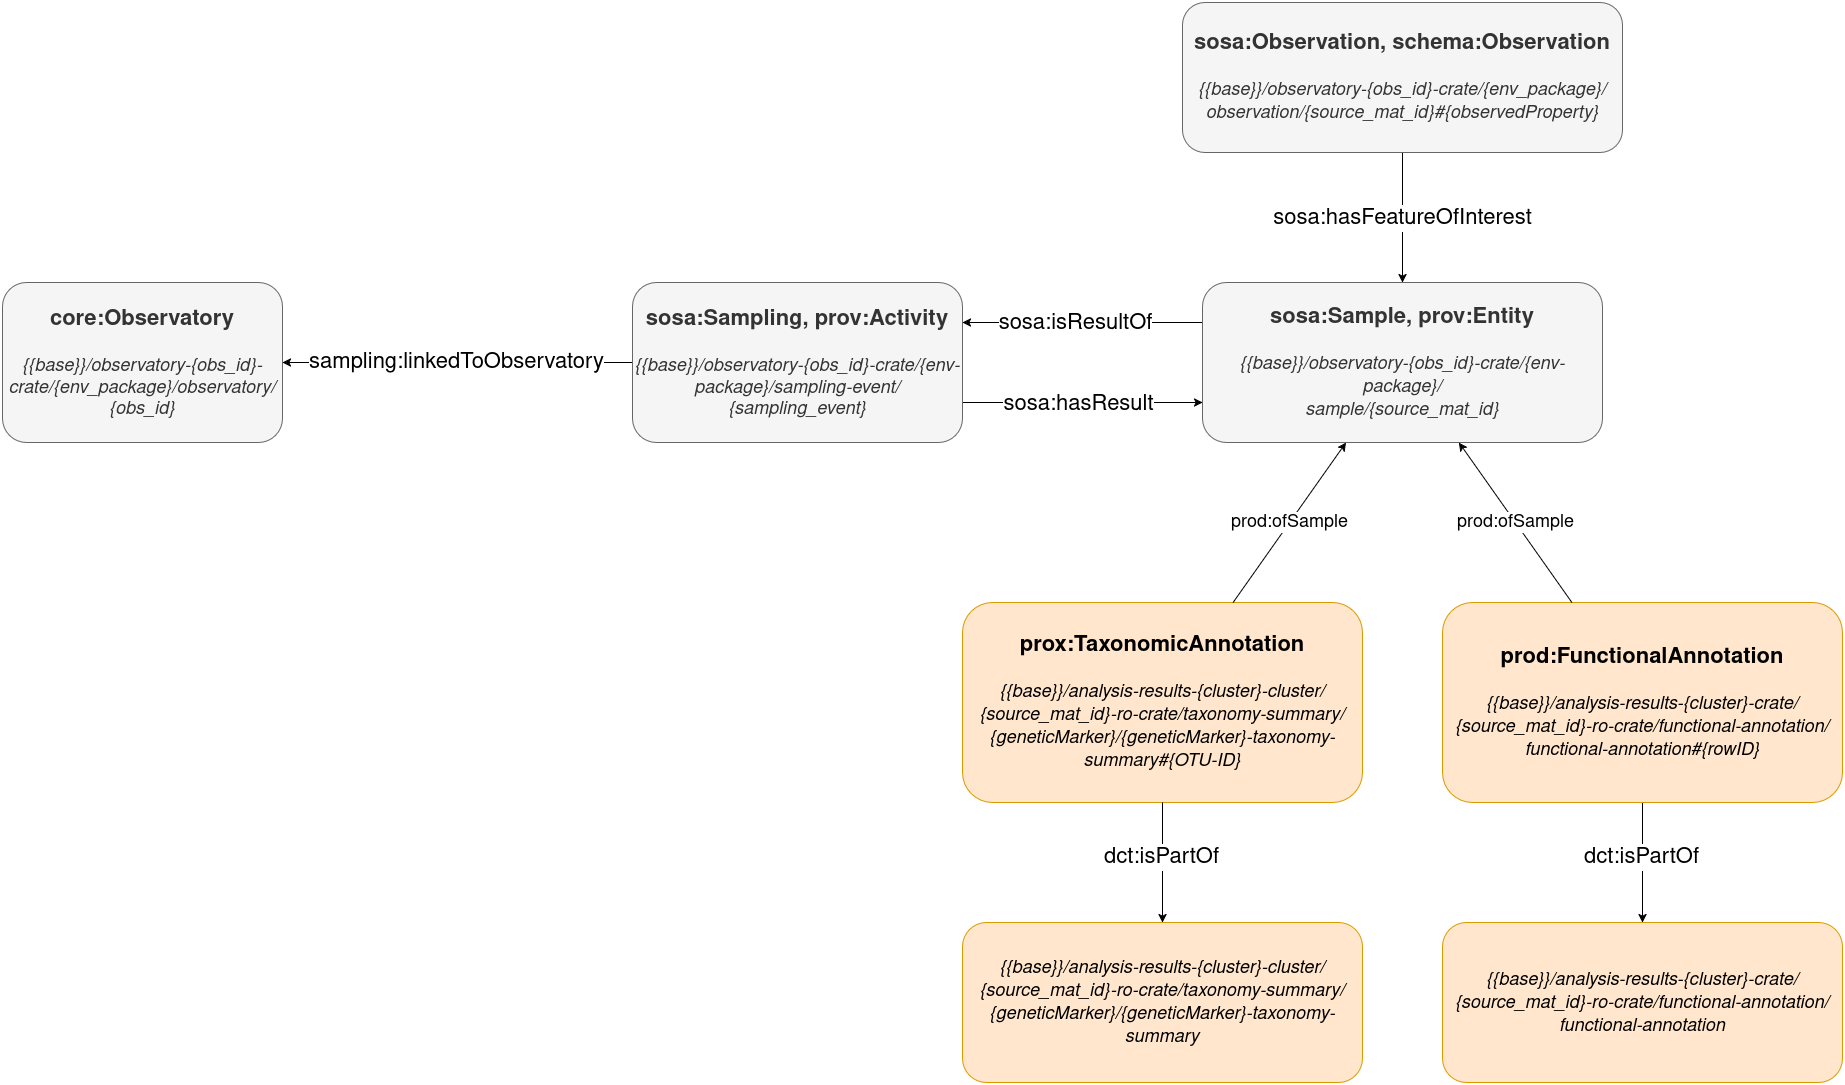 sosa:Observation, schema:Observation
{{base}}/observatory-{obs_id}-crate/{env_package}/
observation/{source_mat_id}#{observedProperty}
sosa:hasFeatureOfInterest
core:Observatory
{{base}}/observatory-{obs_id}-
crate/{env_package}/observatory/
{obs_id}
sampling:linkedToObservatory
sosa:Sampling, prov:Activity
{{base}}/observatory-{obs_id}-crate/{env-
package}/sampling-event/
{sampling_event}
sosa:isResultOf
sosa:hasResult
sosa:Sample, prov:Entity
{{base}}/observatory-{obs_id}-crate/{env-
package}/
sample/{source_mat_id}
prod:ofSample
prod:ofSample
prox:TaxonomicAnnotation
{{base}}/analysis-results-{cluster}-cluster/
{source_mat_id}-ro-crate/taxonomy-summary/
{geneticMarker}/{geneticMarker}-taxonomy-
summary#{OTU-ID}
prod:FunctionalAnnotation
{{base}}/analysis-results-{cluster}-crate/
{source_mat_id}-ro-crate/functional-annotation/
functional-annotation#{rowID}
dct:isPartOf
dct:isPartOf
{{base}}/analysis-results-{cluster}-cluster/
{source_mat_id}-ro-crate/taxonomy-summary/
{geneticMarker}/{geneticMarker}-taxonomy-
summary
{{base}}/analysis-results-{cluster}-crate/
{source_mat_id}-ro-crate/functional-annotation/
functional-annotation